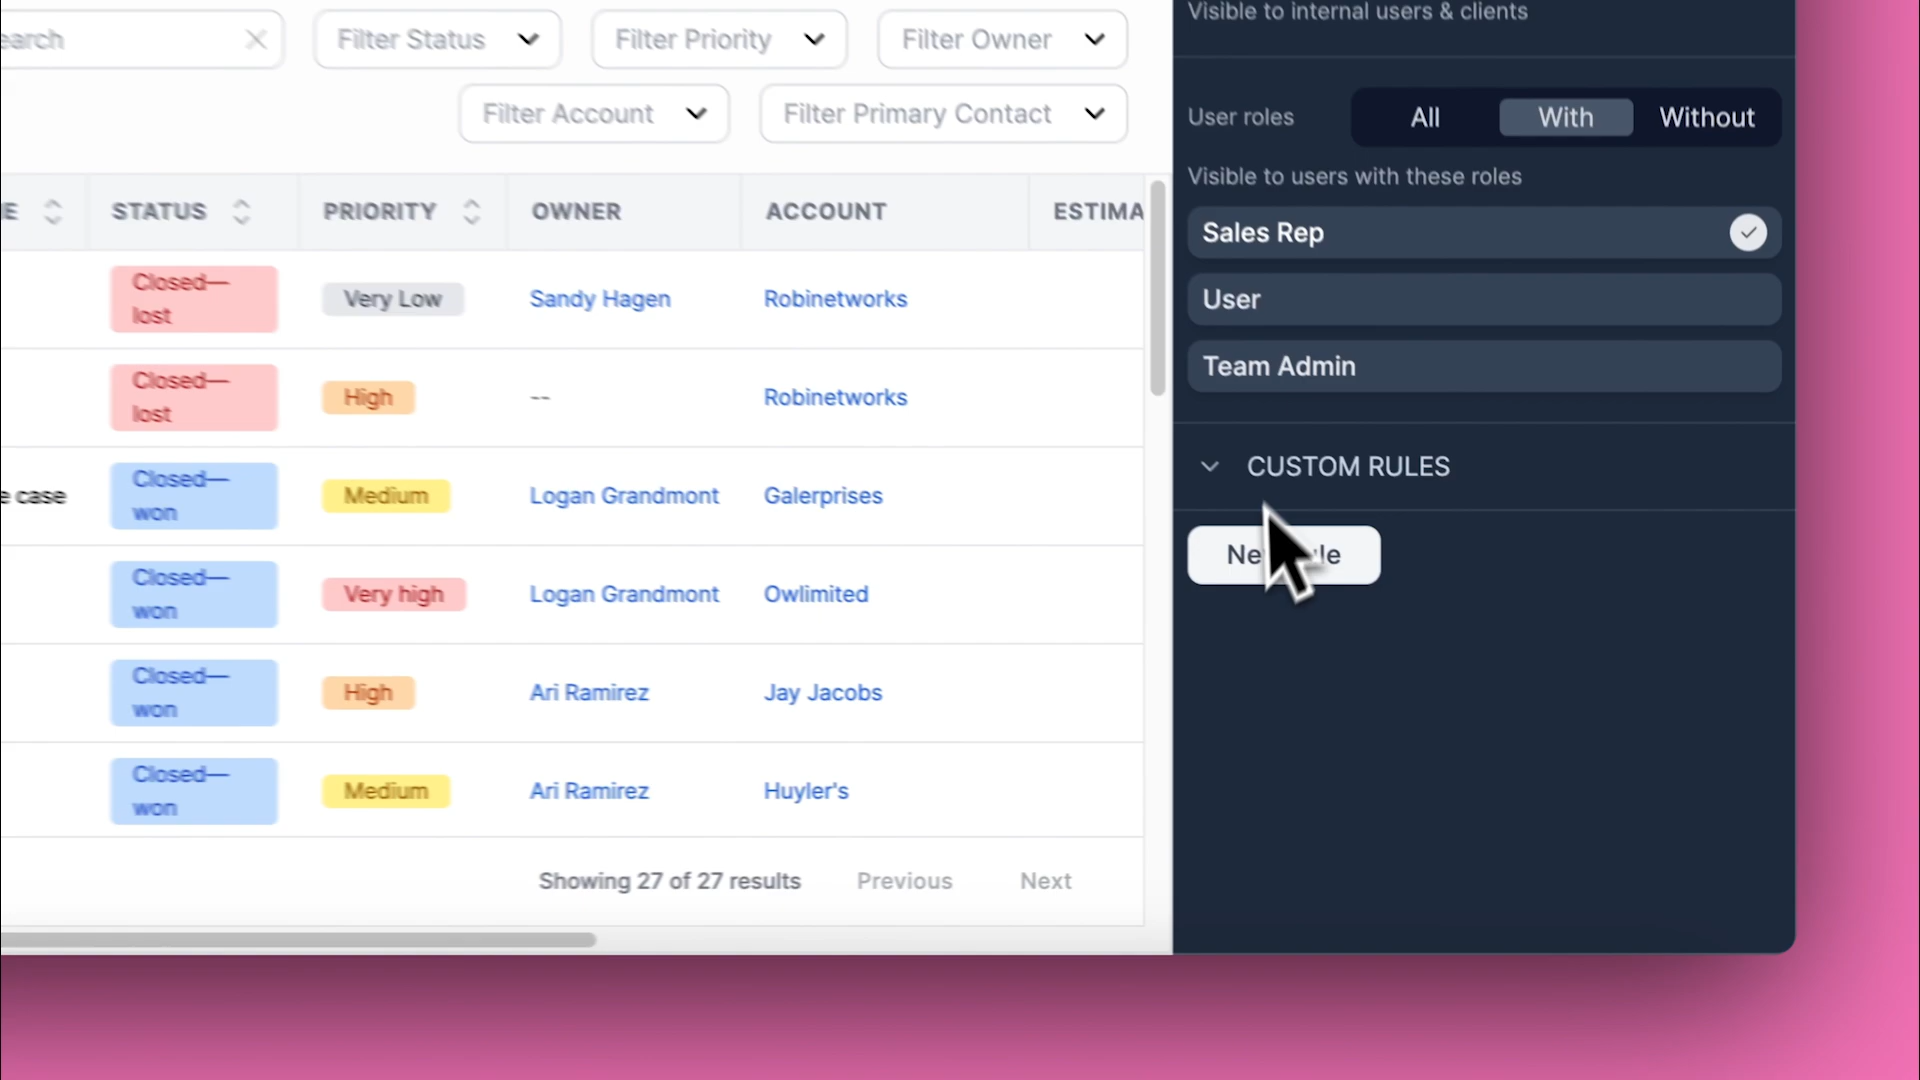 Filter Status
Filter Priority
Filter Owner
Filter Account
Filter Primary Contact
STATUS
PRIORITY
OWNER
ACCOUNT
ESTIMA
Closed—
lost
Very Low
Sandy Hagen
Robinetworks
Closed—
lost
High
--
Robinetworks
e case
Closed—
won
Medium
Logan Grandmont
Galerprises
Closed—
won
Very high
Logan Grandmont
Owlimited
Closed—
won
High
Ari Ramirez
Jay Jacobs
Closed—
won
Medium
Ari Ramirez
Huyler's
Showing 27 of 27 results
Previous
Next
Visible to internal users & clients
User roles
All
With
Without
Visible to users with these roles
Sales Rep
User
Team Admin
CUSTOM RULES